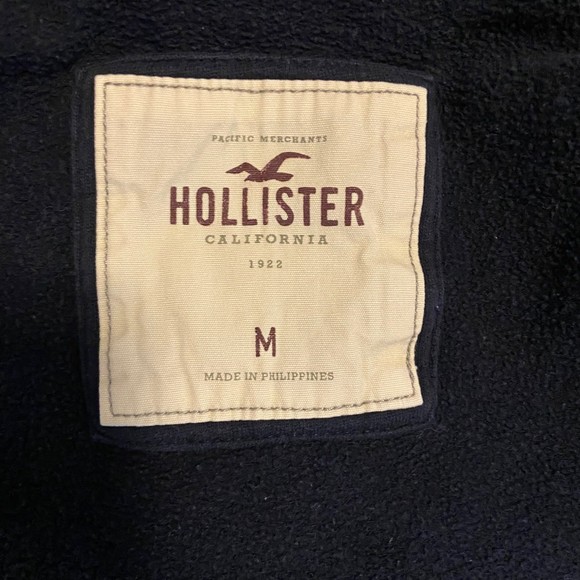 PACIFIC MERCHANTS
HOLLISTER
CALIFORNIA
1922
M
MADE IN PHILIPPINES